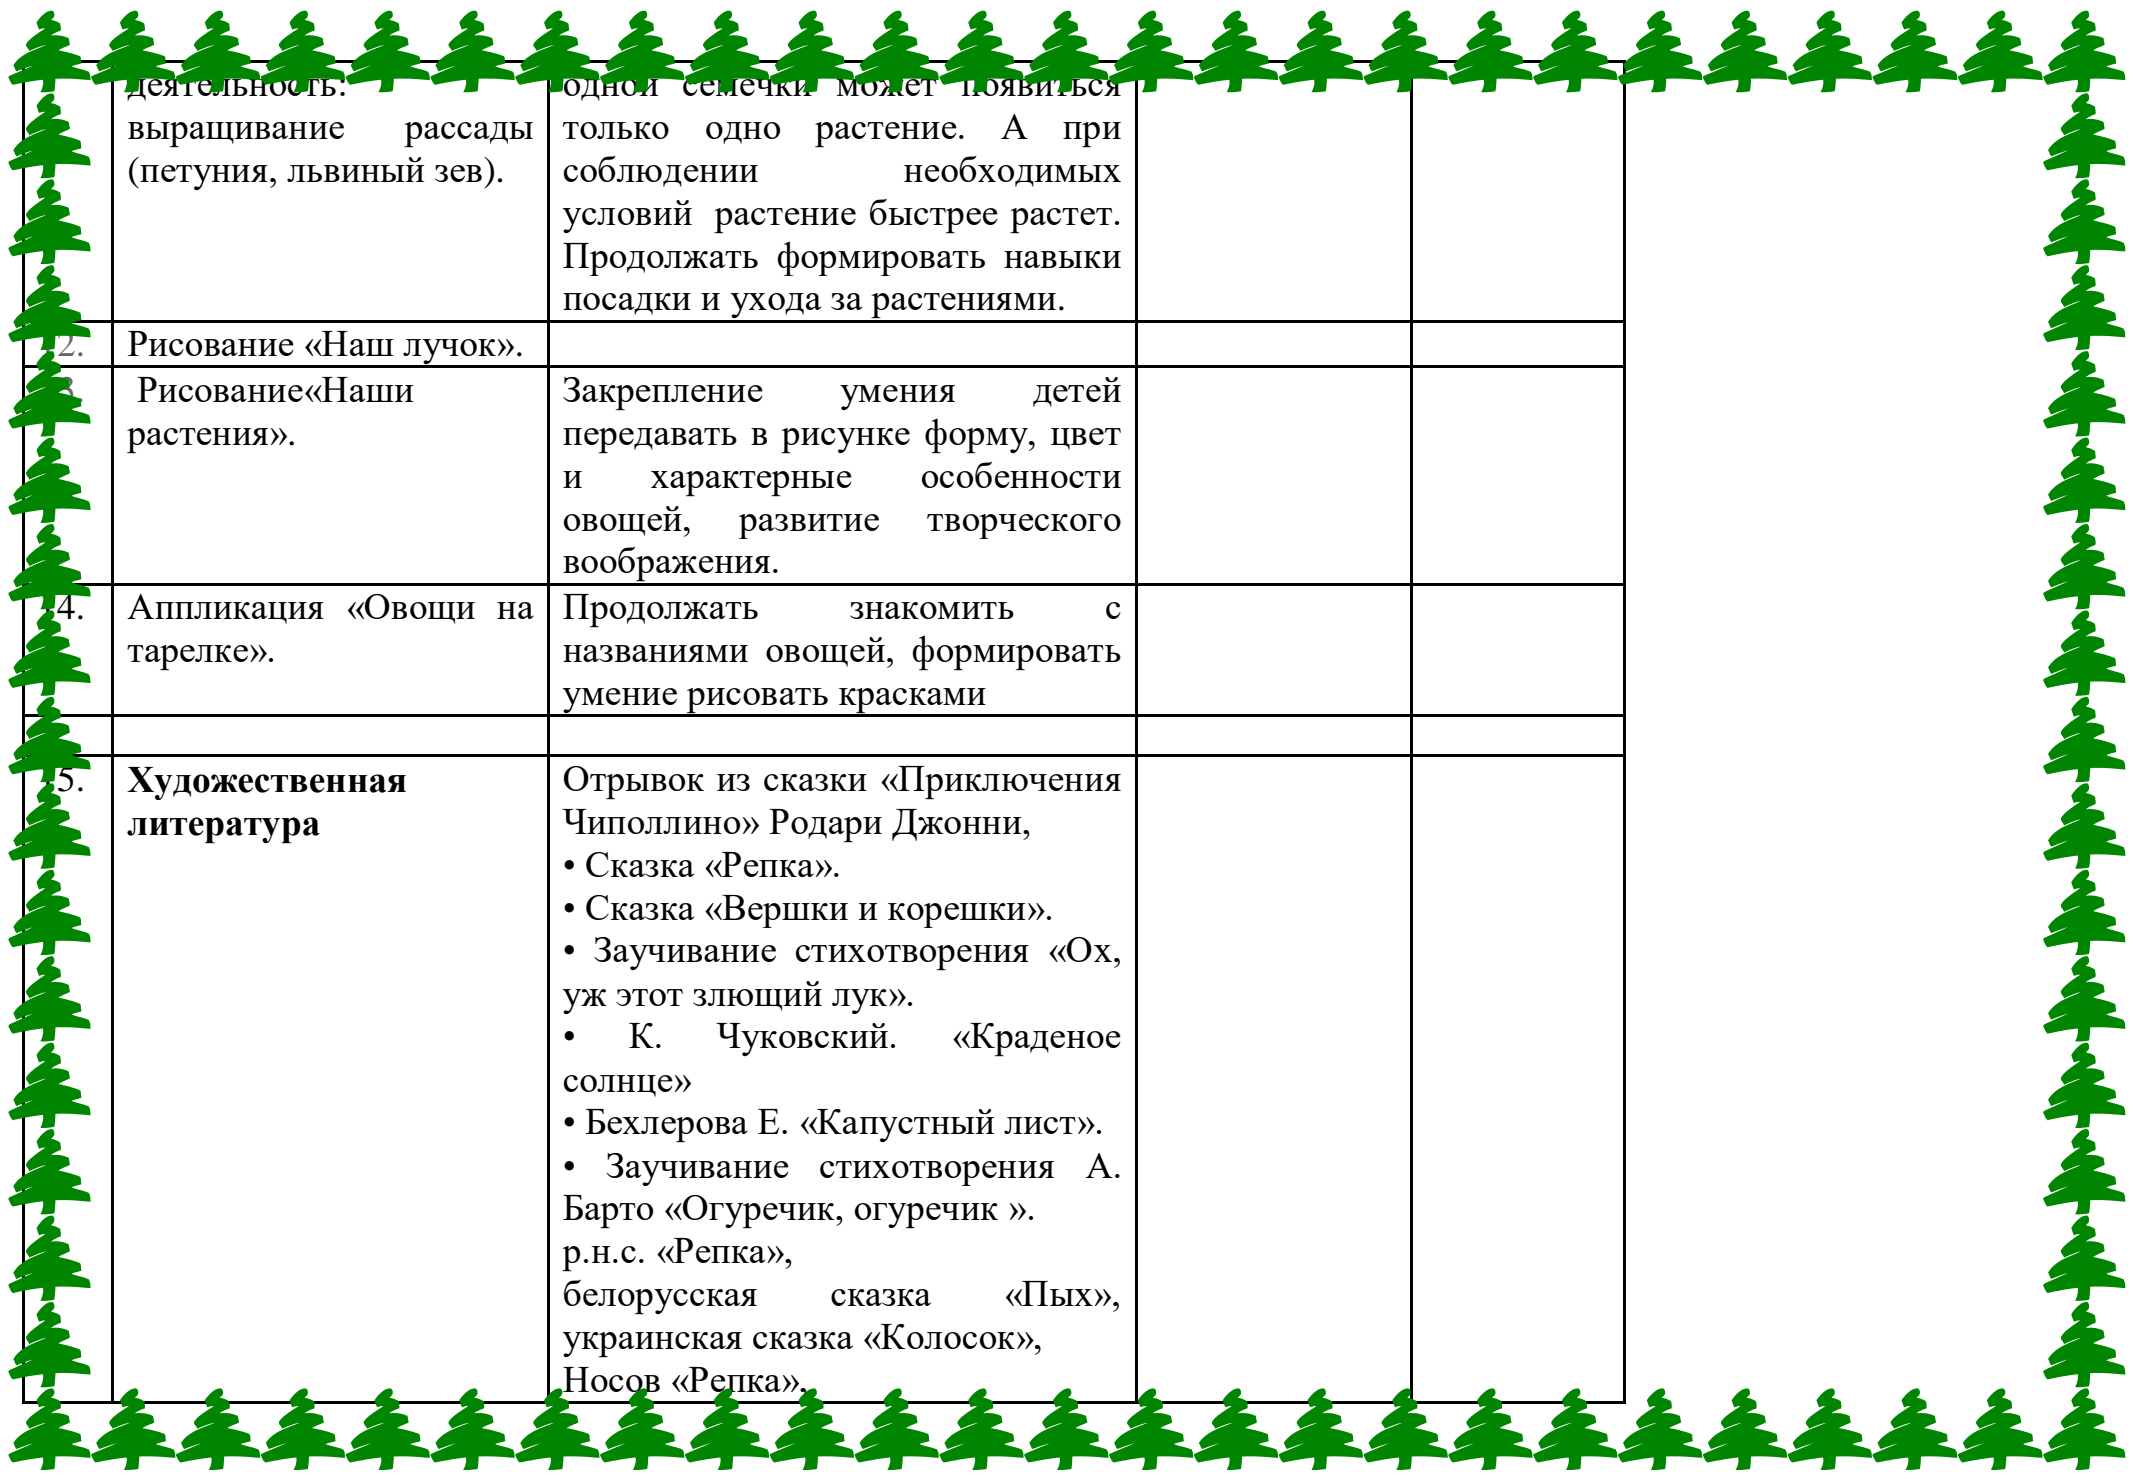 деятельность: одной семечки может появиться
выращивание рассады только одно растение. А при
(петуния, львиный зев). соблюдении необходимых
условий растение быстрее растет.
Продолжать формировать навыки
посадки и ухода за растениями.
2. Рисование «Наш лучок».
3. Рисование«Наши Закрепление умения детей
растения». передавать в рисунке форму, цвет
и характерные особенности
овощей, развитие творческого
воображения.
4. Аппликация «Овощи на Продолжать знакомить с
тарелке». названиями овощей, формировать
умение рисовать красками
5. Художественная Отрывок из сказки «Приключения
литература Чиполлино» Родари Джонни,
• Сказка «Репка».
• Сказка «Вершки и корешки».
• Заучивание стихотворения «Ох,
уж этот злющий лук».
• К. Чуковский. «Краденое
солнце»
• Бехлерова Е. «Капустный лист».
• Заучивание стихотворения А.
Барто «Огуречик, огуречик ».
р.н.с. «Репка»,
белорусская сказка «Пых»,
украинская сказка «Колосок»,
Носов «Репка»,